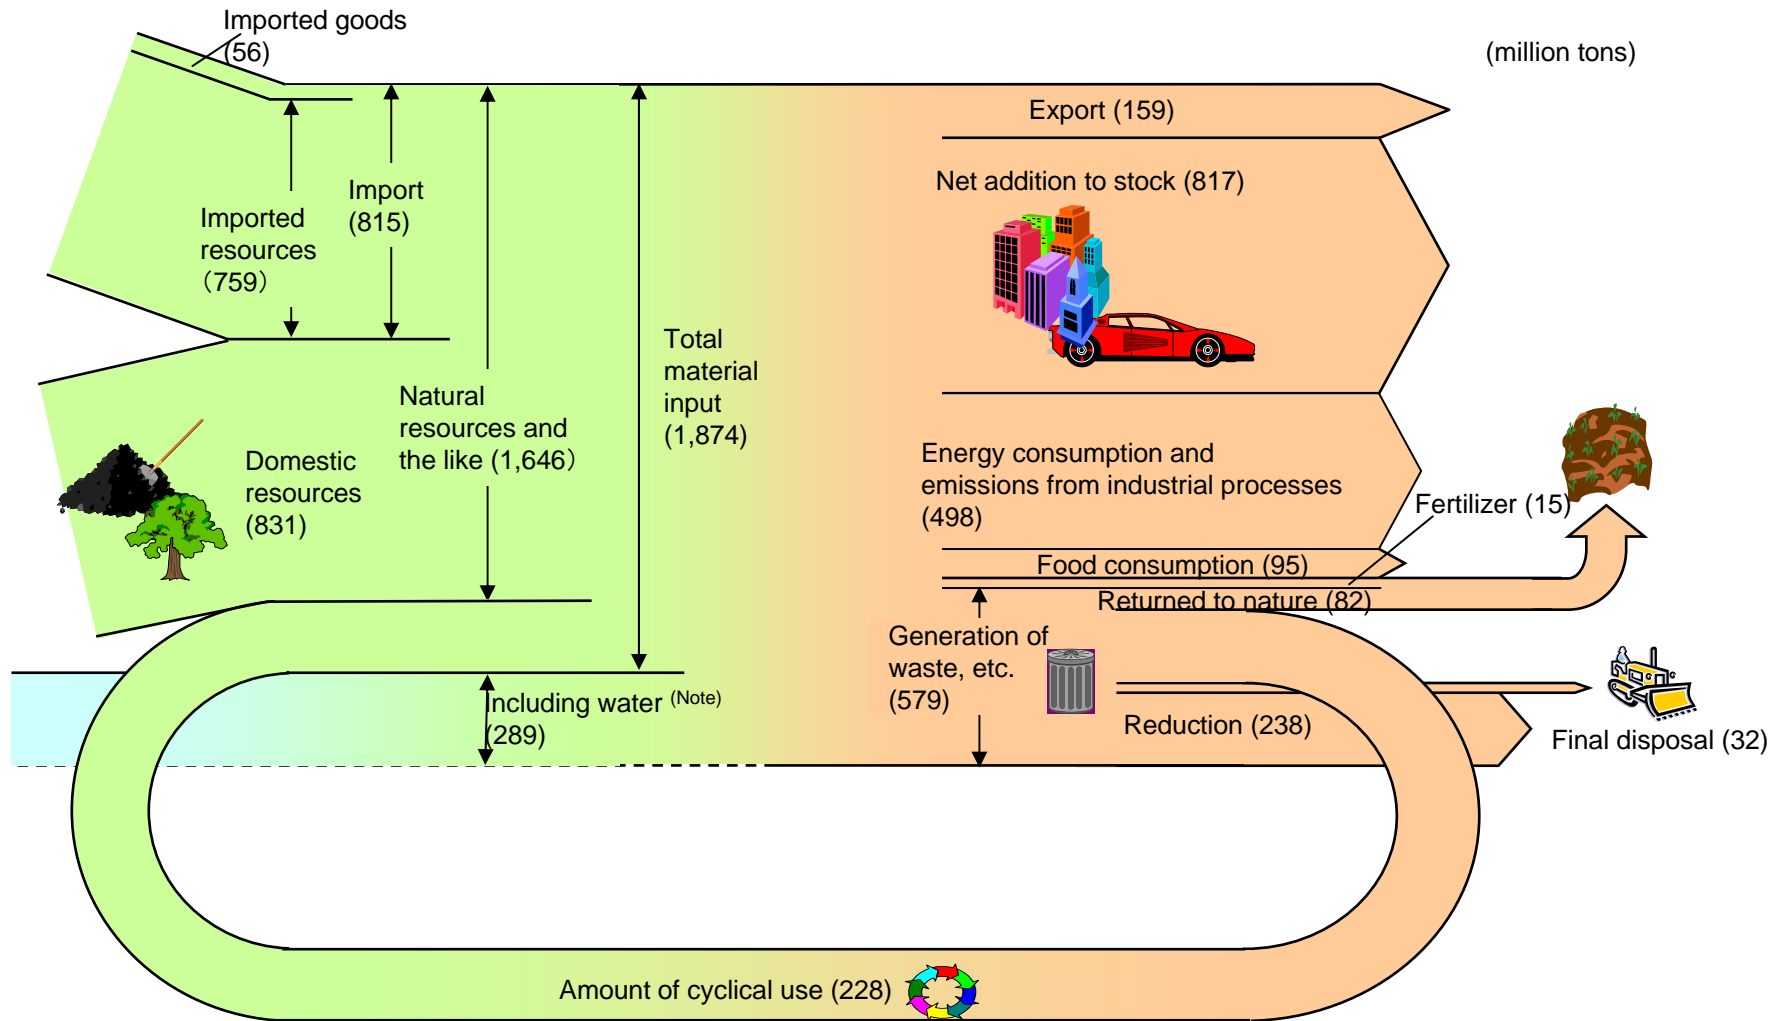 Imported goods
(56)
(million tons)
Export (159)
Import
(815)
Imported
resources
（759）
Net addition to stock (817)
Total
material
input
(1,874)
Natural
resources and
the like (1,646）
Domestic
resources
(831)
Energy consumption and
emissions from industrial processes
(498)
Fertilizer (15)
Food consumption (95)
Returned to nature (82)
Generation of
waste, etc.
(579)
Including water (Note)
(289)
Reduction (238)
Final disposal (32)
Amount of cyclical use (228)